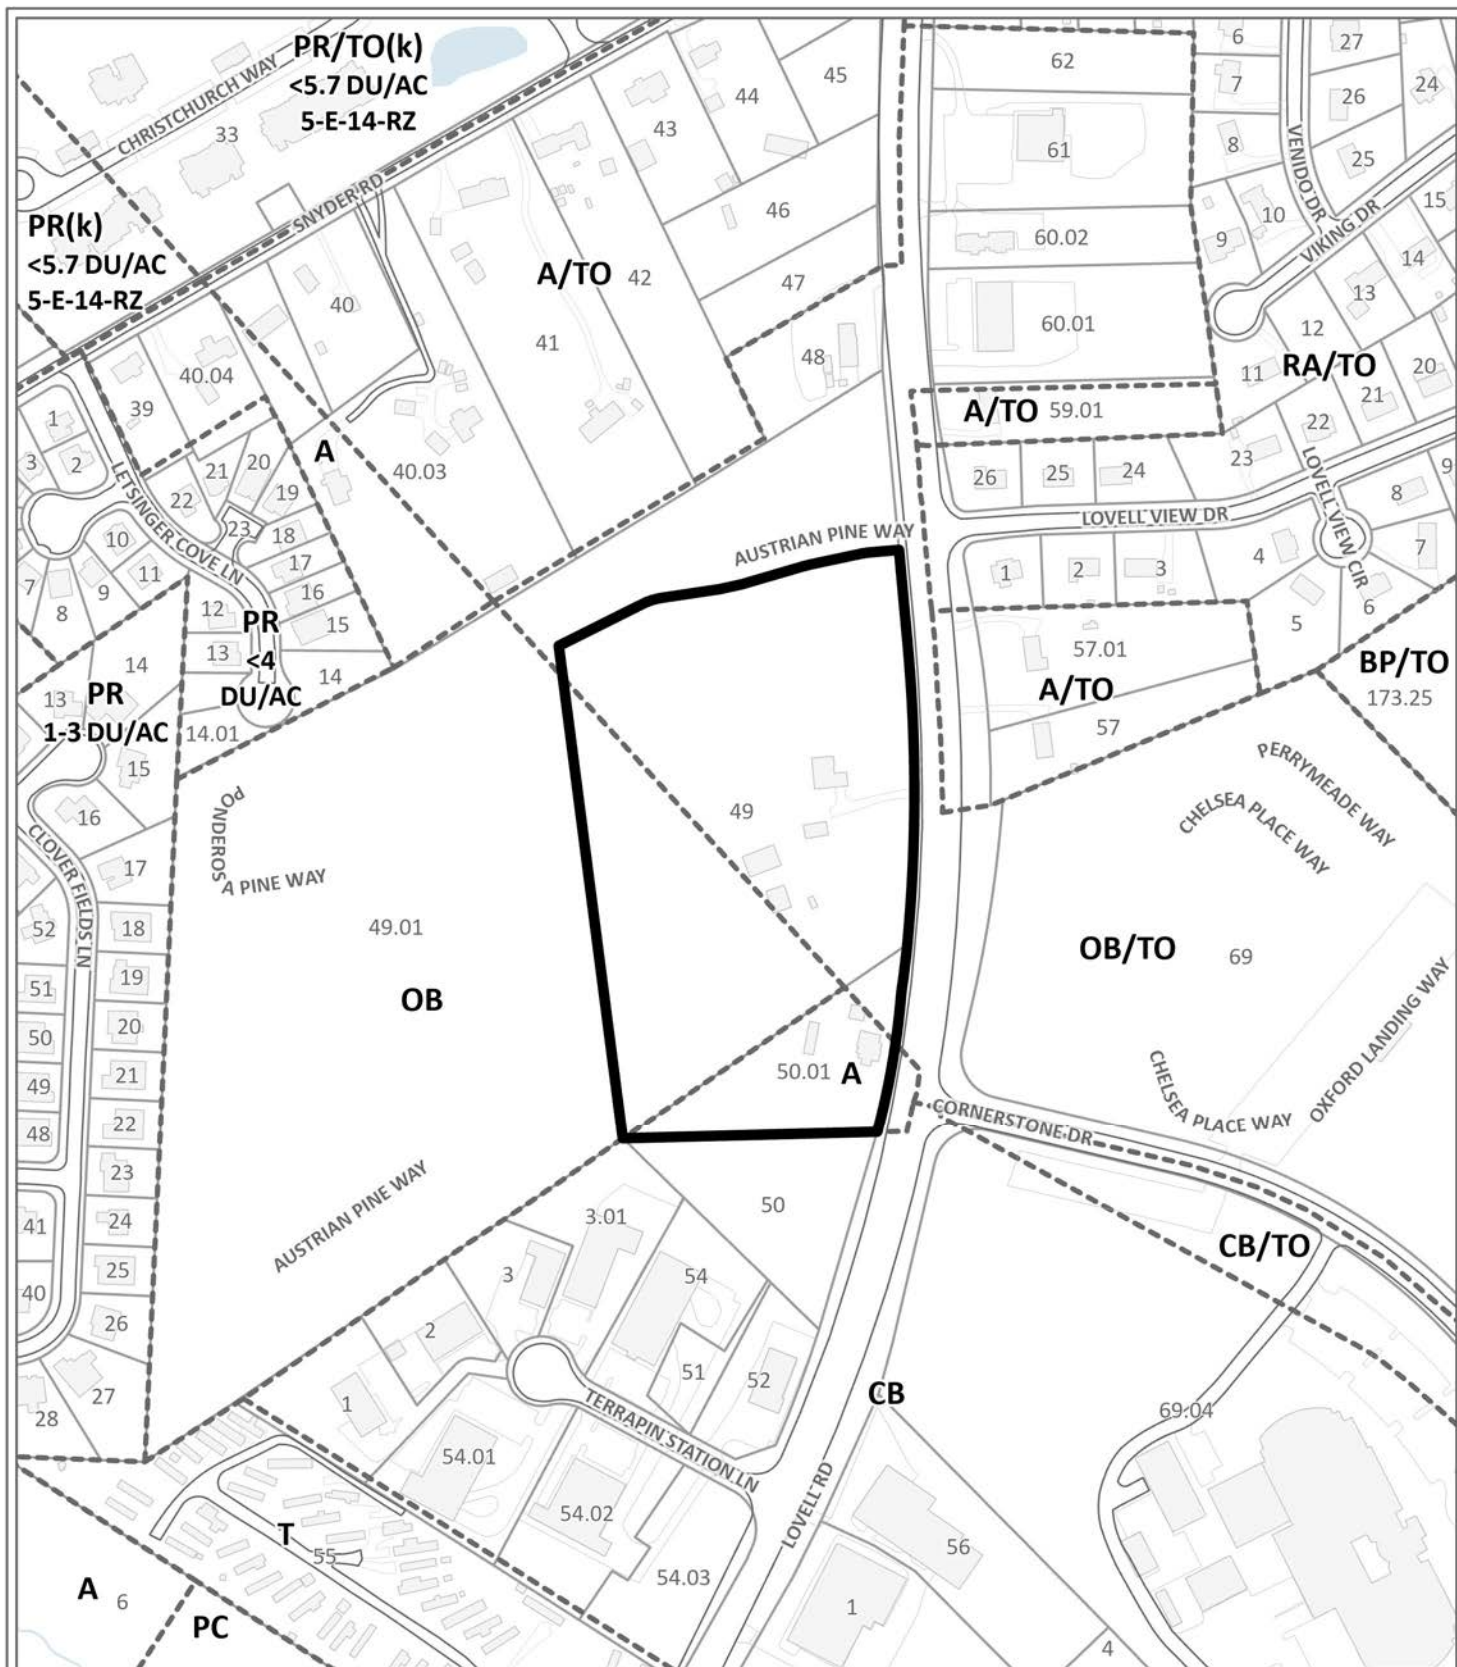 PR/TO(k)
<5.7 DU/AC
5-E-14-RZ
CHRISTCHURCH WAY
33
45
44
43
62
6
7
27
26
24
61
8
VENIDO DR
25
15
SNYDER RD
PR(k)
<5.7 DU/AC
5-E-14-RZ
46
10
9
VIKING DR
14
60.02
A/TO
42
40
47
13
60.01
12
41
48
40.04
11
RA/TO
20
39
A/TO
59.01
21
1
22
A
40.03
26
25
24
23
LOVELL VIEW CIR
9
3
2
LETSINGER COVE LN
21
20
22
19
8
23
18
LOVELL VIEW DR
10
17
AUSTRIAN PINE WAY
4
7
7
9
11
16
1
2
3
8
12
PR
15
5
6
13
<4
57.01
14
14
DU/AC
BP/TO
173.25
13
PR
1-3 DU/AC
14.01
A/TO
57
15
PERRYMEADE WAY
16
PONDEROS
A PINE WAY
49
CHELSEA PLACE WAY
CLOVER FIELDS LN
17
52
18
49.01
OB/TO
69
51
19
OB
50
20
49
21
50.01
A
CHELSEA PLACE WAY
OXFORD LANDING WAY
48
22
CORNERSTONE DR
23
AUSTRIAN PINE WAY
50
41
24
3.01
CB/TO
25
3
54
40
26
2
51
52
27
1
CB
69.04
28
TERRAPIN STATION LN
54.01
54.02
LOVELL RD
T
55
56
54.03
A
6
1
PC
4